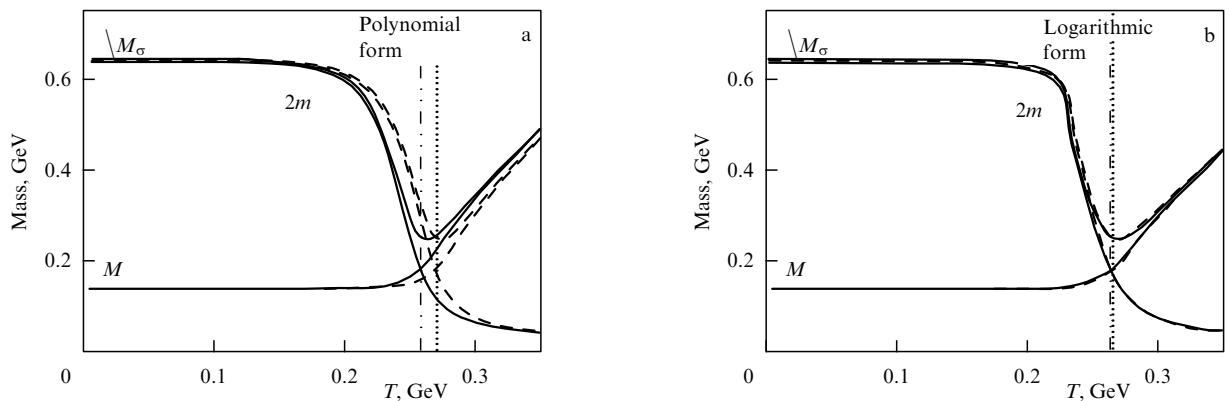 Polynomial
form
a
Mσ
2m
M
Mass, GeV
0.6
0.4
0.2
0
0.1
0.2
0.3
T, GeV
Logarithmic
form
b
Mσ
2m
M
Mass, GeV
0.6
0.4
0.2
0
0.1
0.2
0.3
T, GeV